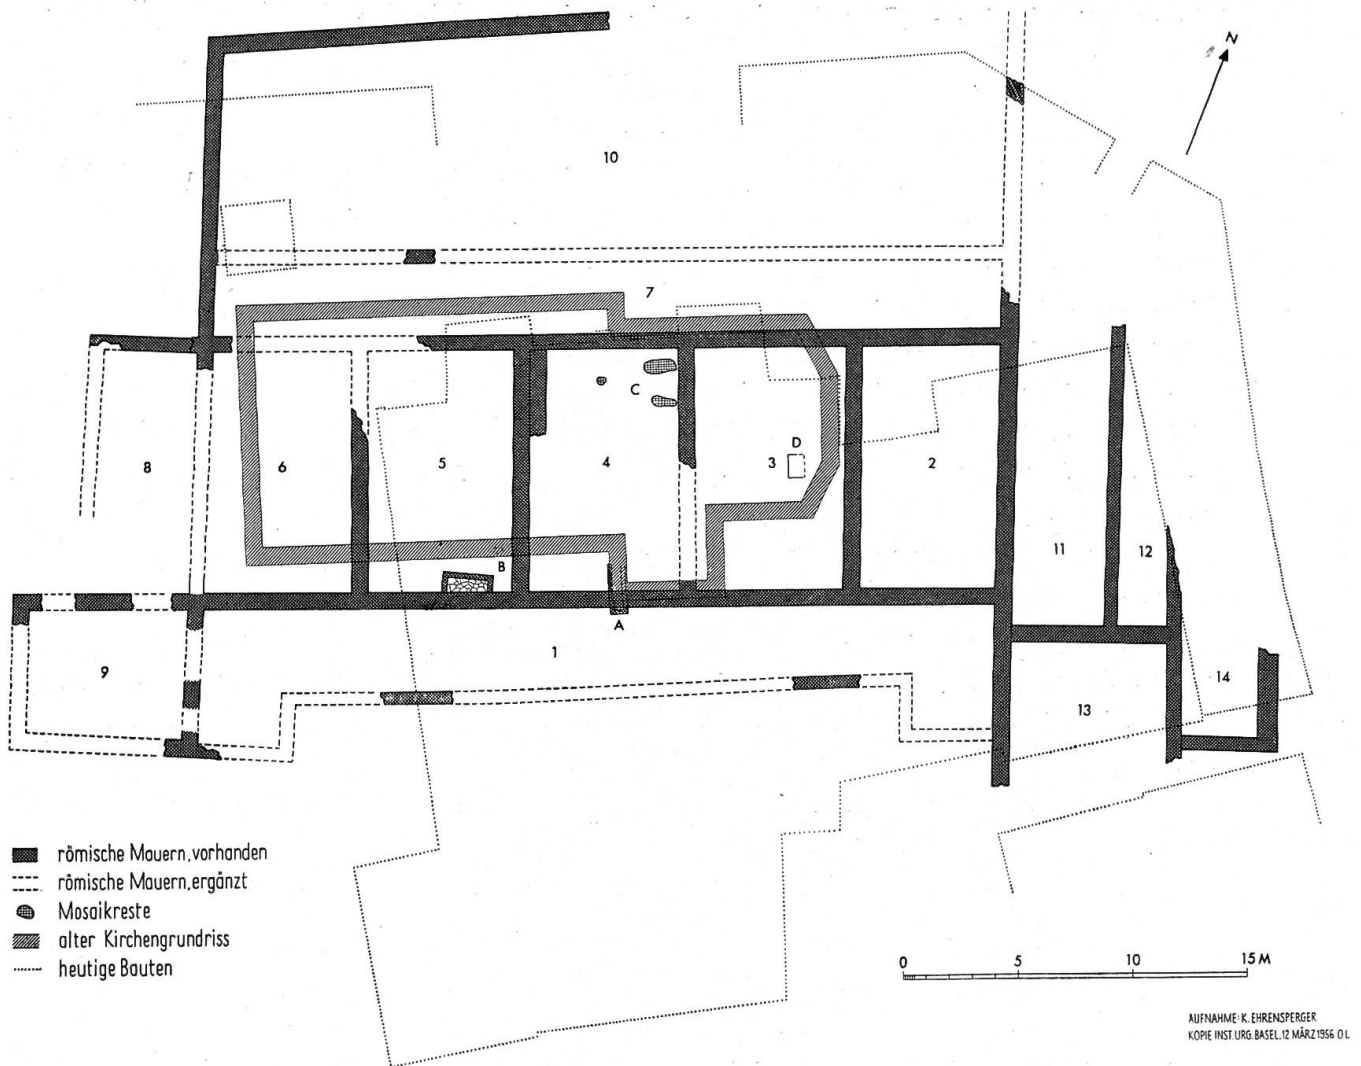 N
10
7
C
D
8
6
5
4
3
2
11
12
B
A
1
9
14
13
römische Mauern, vorhanden
römische Mauern, ergänzt
Mosaikreste
alter Kirchengrundriss
heutige Bauten
0 5 10 15 M
AUFNAHME: K. EHRENSPERGER
KOPIE INST. URG. BASEL, 12 MÄRZ 1956 O L